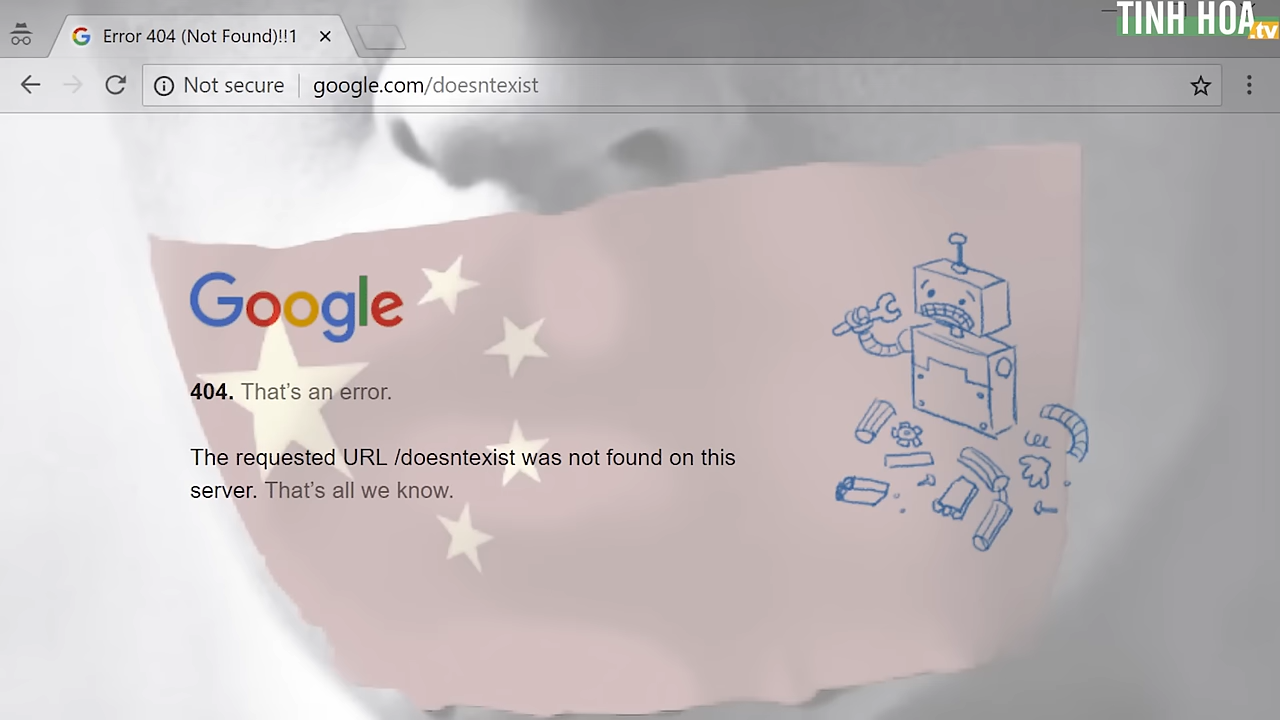 TINH HOA
.tv
Error 404 (Not Found)!!1
Not secure
google.com/doesntexist
Google
404. That’s an error.
The requested URL /doesntexist was not found on this
server. That’s all we know.